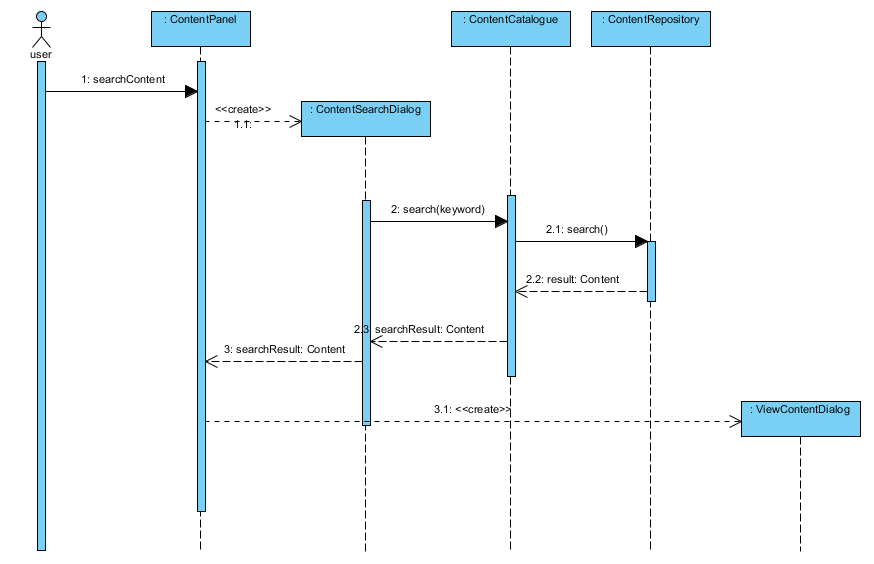 : ContentPanel
: ContentCatalogue
: ContentRepository
user
1: searchContent
<<create>>
1.1:
: ContentSearchDialog
2: search(keyword)
2.1: search()
2.2: result: Content
2.3 searchResult: Content
3: searchResult: Content
3.1: <<create>>
: ViewContentDialog